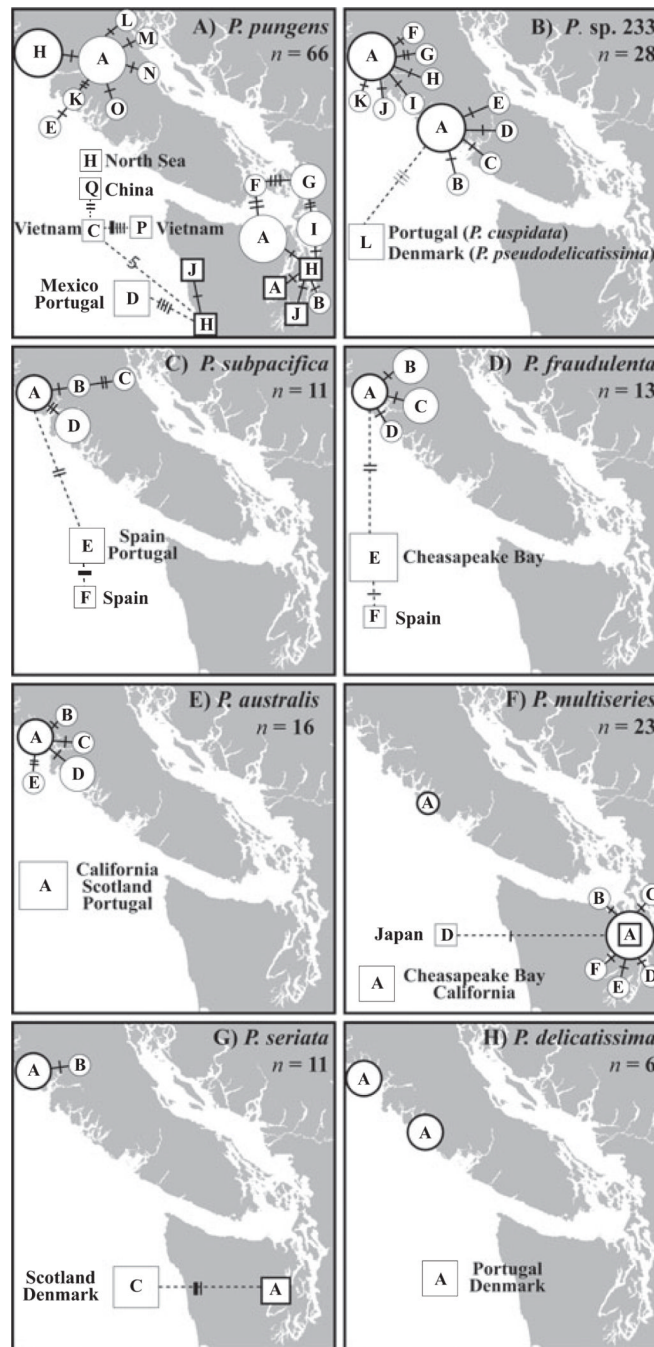 A) P. pungens
n = 66
L
M
H
A
N
K
O
E
H North Sea
Q China
Vietnam C P Vietnam
5
Mexico
Portugal
D
J
H
F
G
A
I
H
A
J
B
B) P. sp. 233
n = 28
F
A
G
H
K
J
I
E
A
D
C
B
L
Portugal (P. cuspidata)
Denmark (P. pseudodelicatissima)
C) P. subpacifica
n = 11
A
B
C
D
E
Spain
Portugal
F Spain
D) P. fraudulenta
n = 13
B
A
C
D
E Cheasapeake Bay
F Spain
E) P. australis
n = 16
B
A
C
D
E
A
California
Scotland
Portugal
F) P. multiseries
n = 23
A
B
C
Japan D
A
F
E
D
A
Cheasapeake Bay
California
G) P. seriata
n = 11
A
B
Scotland
Denmark
C
A
H) P. delicatissima
n = 6
A
A
A
Portugal
Denmark